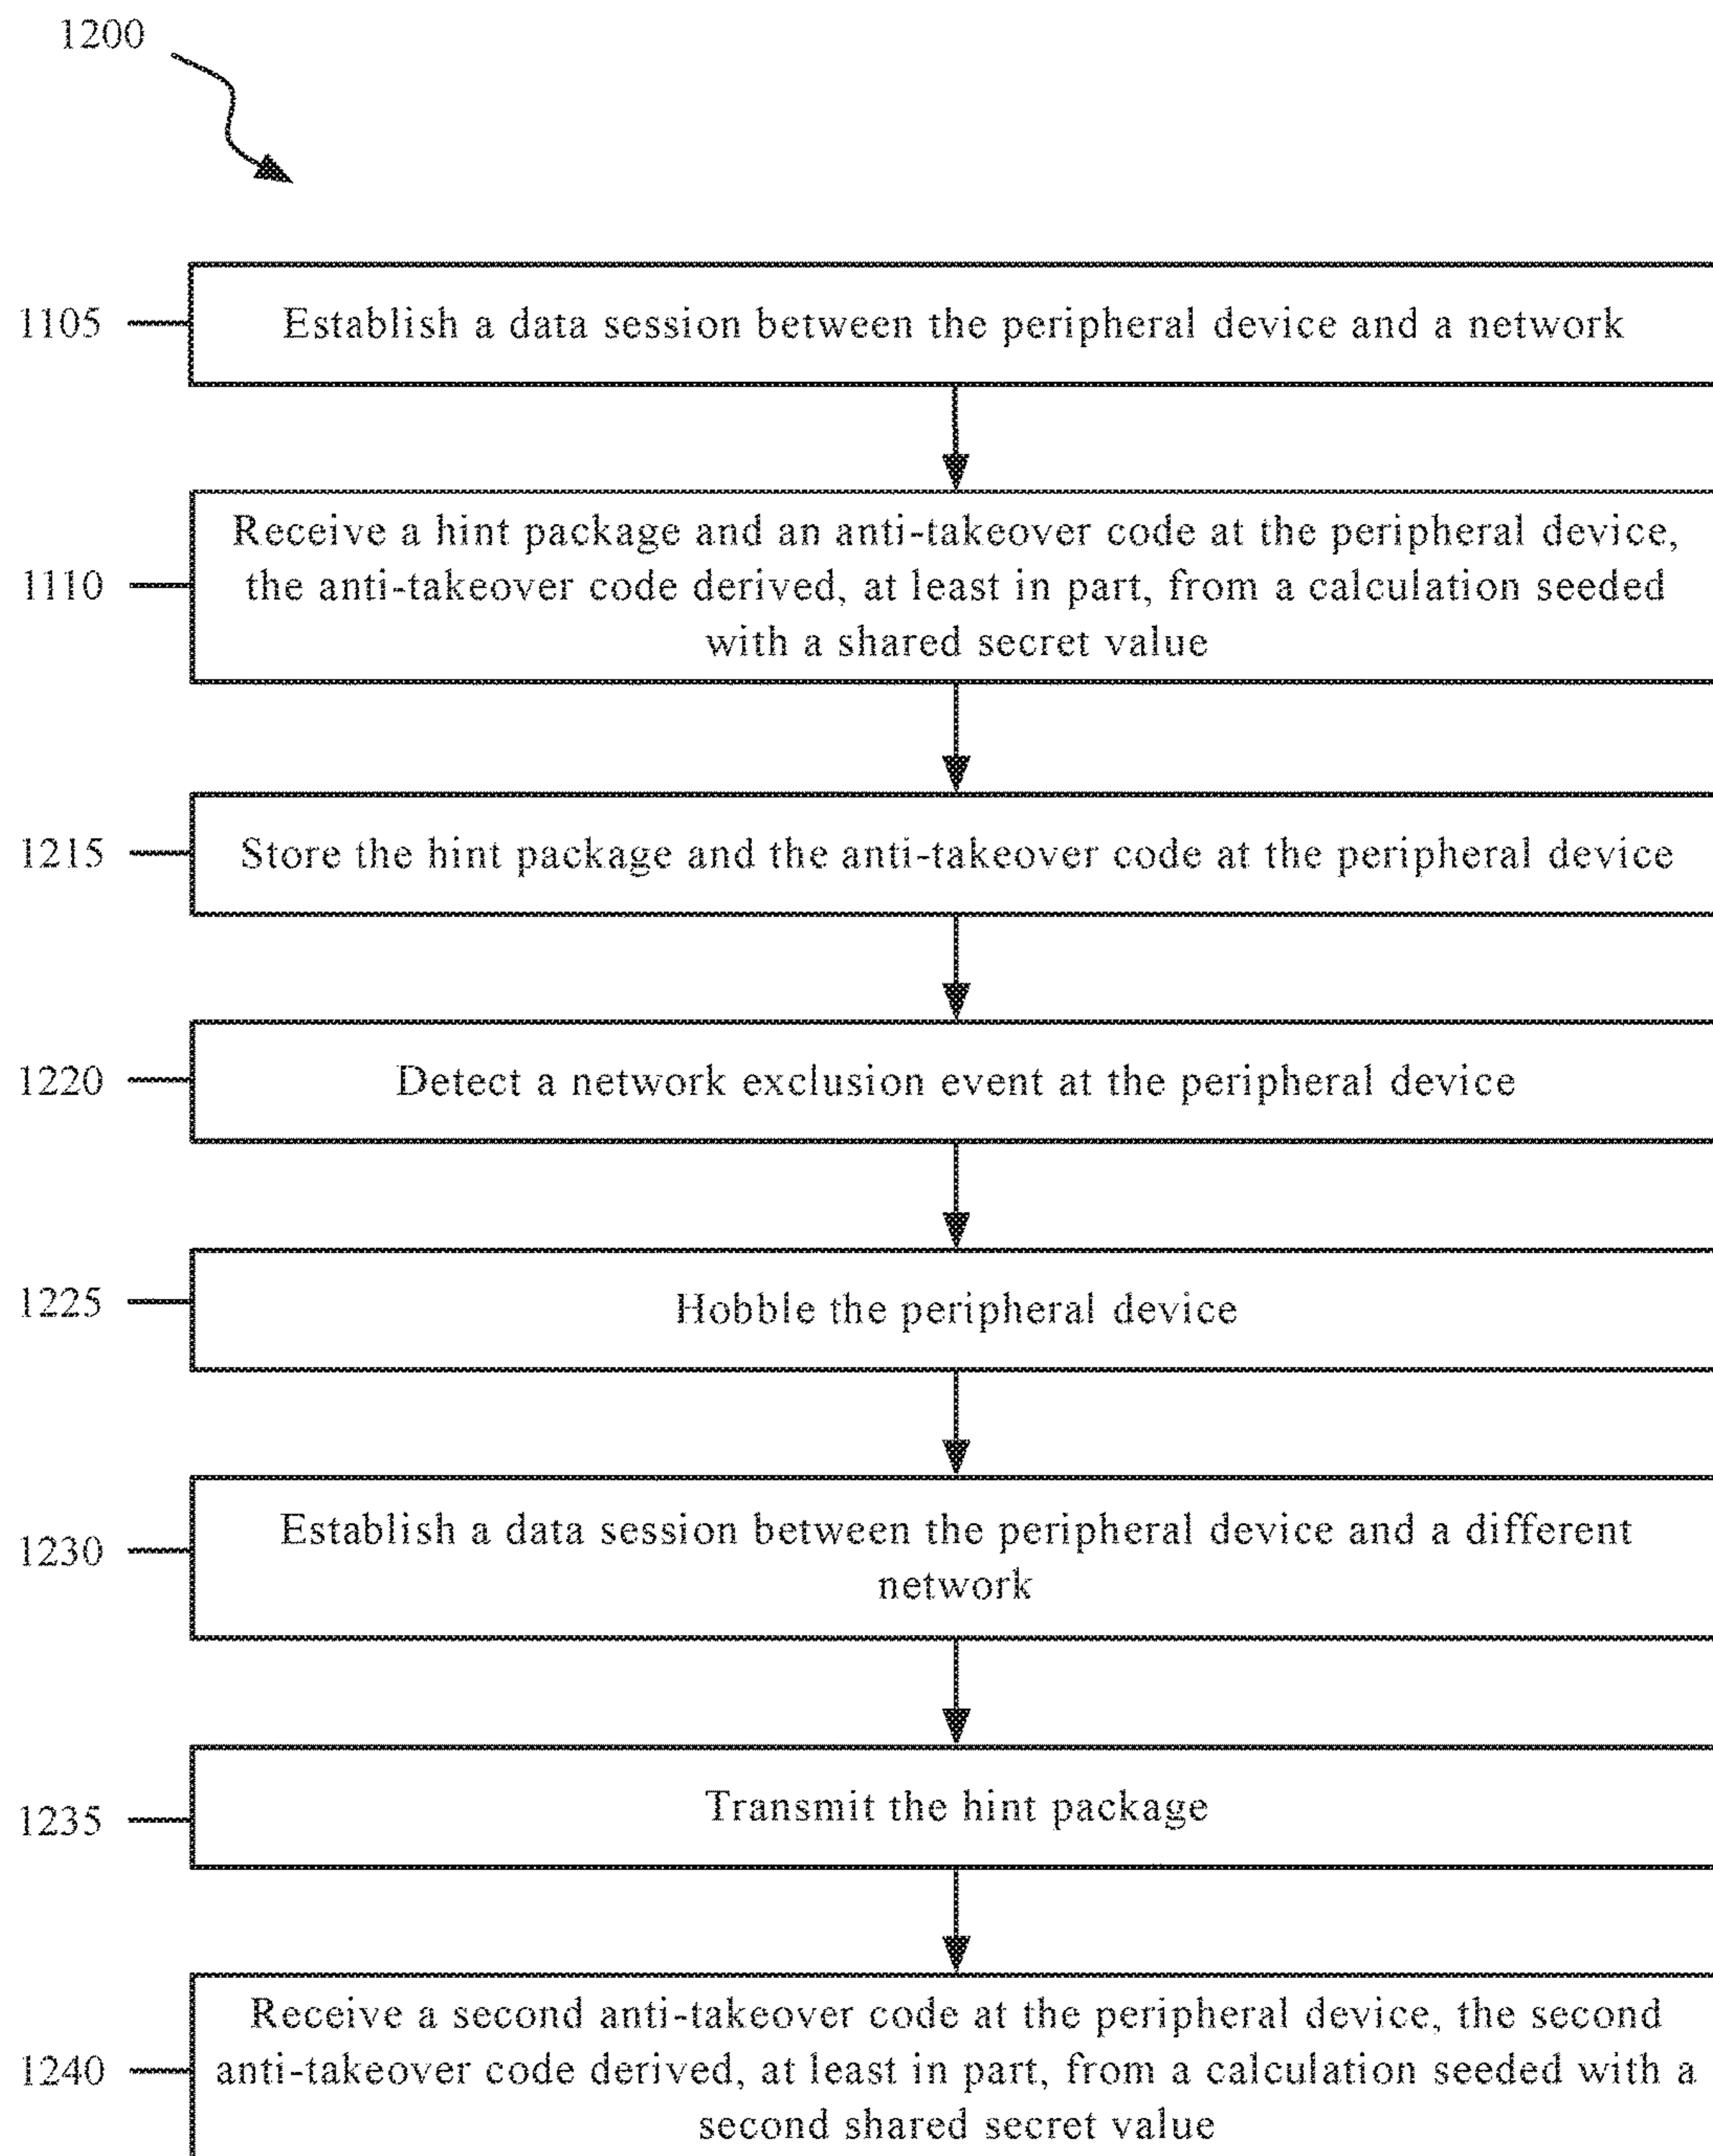 1200
1105
Establish a data session between the peripheral device and a network
1110
Receive a hint package and an anti-takeover code at the peripheral device,
the anti-takeover code derived, at least in part, from a calculation seeded
with a shared secret value
1215
Store the hint package and the anti-takeover code at the peripheral device
1220
Detect a network exclusion event at the peripheral device
1225
Hobble the peripheral device
1230
Establish a data session between the peripheral device and a different
network
1235
Transmit the hint package
1240
Receive a second anti-takeover code at the peripheral device, the second
anti-takeover code derived, at least in part, from a calculation seeded with a
second shared secret value